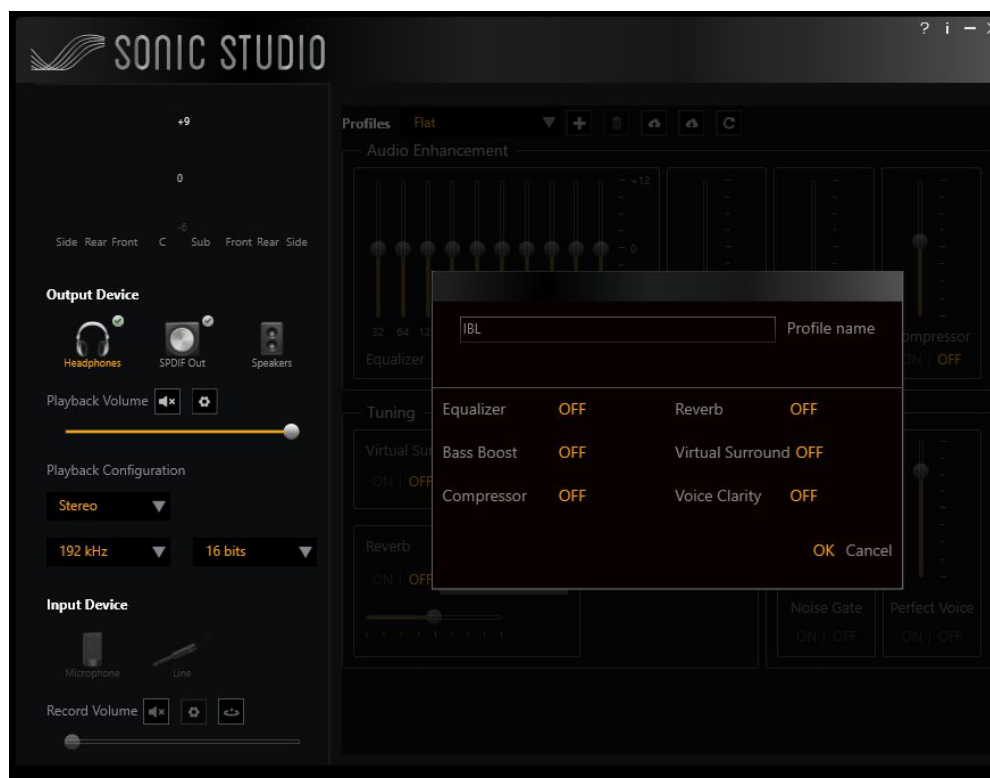 SONIC STUDIO
? i
+9
0
-6
Side Rear Front C Sub Front Rear Side
Output Device
Headphones SPDIF Out Speakers
Playback Volume
Playback Configuration
Stereo
192 kHz 16 bits
Input Device
Microphone Line
Record Volume
Profiles Flat
Audio Enhancement
+12
0
32 64
Equalizer
ompressor
ON | OFF
Tuning
Virtual Sur
ON | OFF
Reverb
ON | OFF
Noise Gate Perfect Voice
ON | OFF ON | OFF
IBL Profile name
Equalizer OFF Reverb OFF
Bass Boost OFF Virtual Surround OFF
Compressor OFF Voice Clarity OFF
OK Cancel